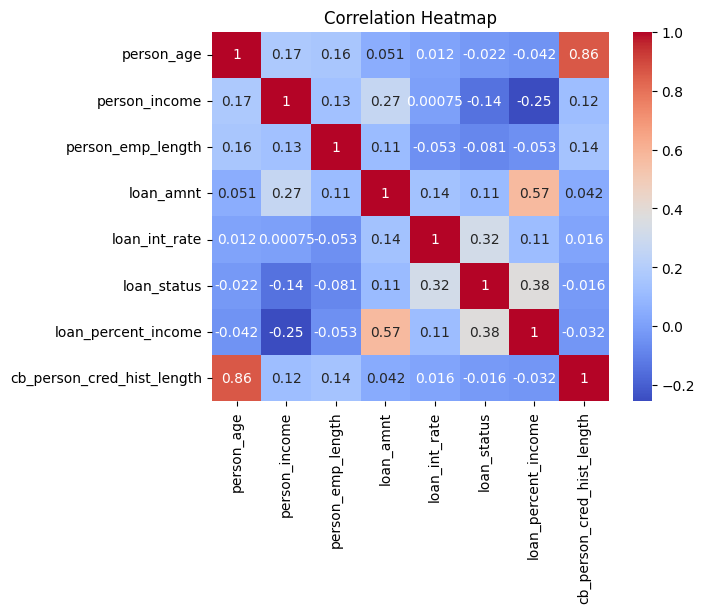 Correlation Heatmap
person_age 1 0.17 0.16 0.051 0.012 -0.022 -0.042 0.86
person_income 0.17 1 0.13 0.27 0.00075 -0.14 -0.25 0.12
person_emp_length 0.16 0.13 1 0.11 -0.053 -0.081 -0.053 0.14
loan_amnt 0.051 0.27 0.11 1 0.14 0.11 0.57 0.042
loan_int_rate 0.012 0.00075 -0.053 0.14 1 0.32 0.11 0.016
loan_status -0.022 -0.14 -0.081 0.11 0.32 1 0.38 -0.016
loan_percent_income -0.042 -0.25 -0.053 0.57 0.11 0.38 1 -0.032
cb_person_cred_hist_length 0.86 0.12 0.14 0.042 0.016 -0.016 -0.032 1
person_age
person_income
person_emp_length
loan_amnt
loan_int_rate
loan_status
loan_percent_income
cb_person_cred_hist_length
1.0
0.8
0.6
0.4
0.2
0.0
−0.2